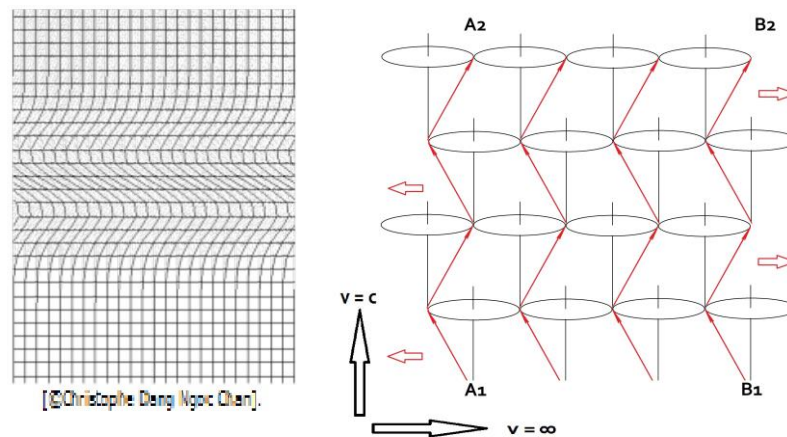 A2
B2
v = c
A1
B1
[©Christophe Dang Ngoc Chan].
v = ∞